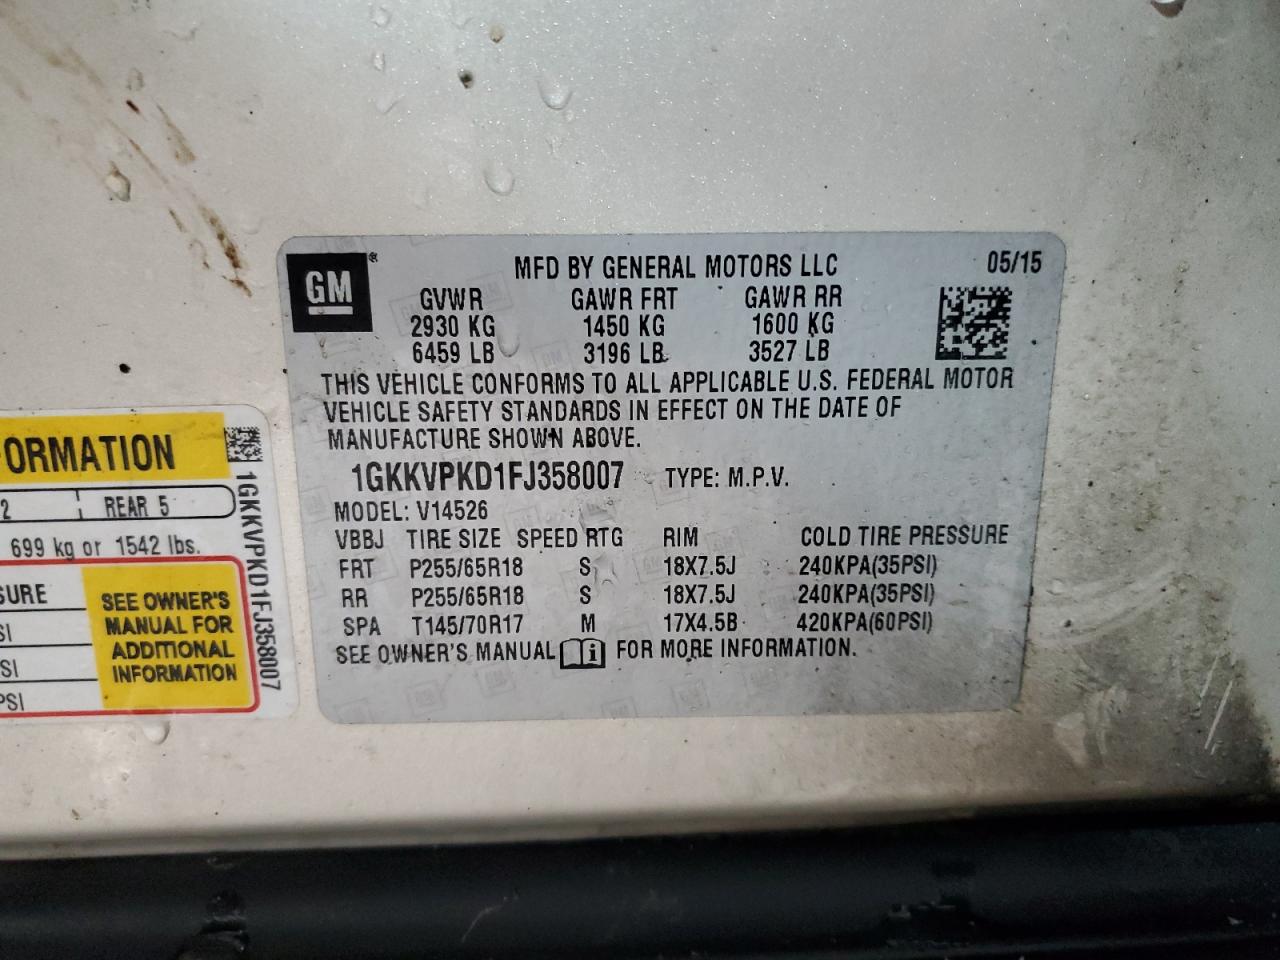 GM®
MFD BY GENERAL MOTORS LLC 05/15
GVWR GAWR FRT GAWR RR
2930 KG 1450 KG 1600 KG
6459 LB 3196 LB 3527 LB
THIS VEHICLE CONFORMS TO ALL APPLICABLE U.S. FEDERAL MOTOR
VEHICLE SAFETY STANDARDS IN EFFECT ON THE DATE OF
MANUFACTURE SHOWN ABOVE.
1GKKVPKD1FJ358007 TYPE: M.P.V.
MODEL: V14526
VBBJ TIRE SIZE SPEED RTG RIM COLD TIRE PRESSURE
FRT P255/65R18 S 18X7.5J 240KPA(35PSI)
RR P255/65R18 S 18X7.5J 240KPA(35PSI)
SPA T145/70R17 M 17X4.5B 420KPA(60PSI)
SEE OWNER'S MANUAL i FOR MORE INFORMATION.
ORMATION
2 REAR 5
699 kg or 1542 lbs.
SURE
SI
SI
PSI
SEE OWNER'S
MANUAL FOR
ADDITIONAL
INFORMATION
1GKKVPKD1FJ358007